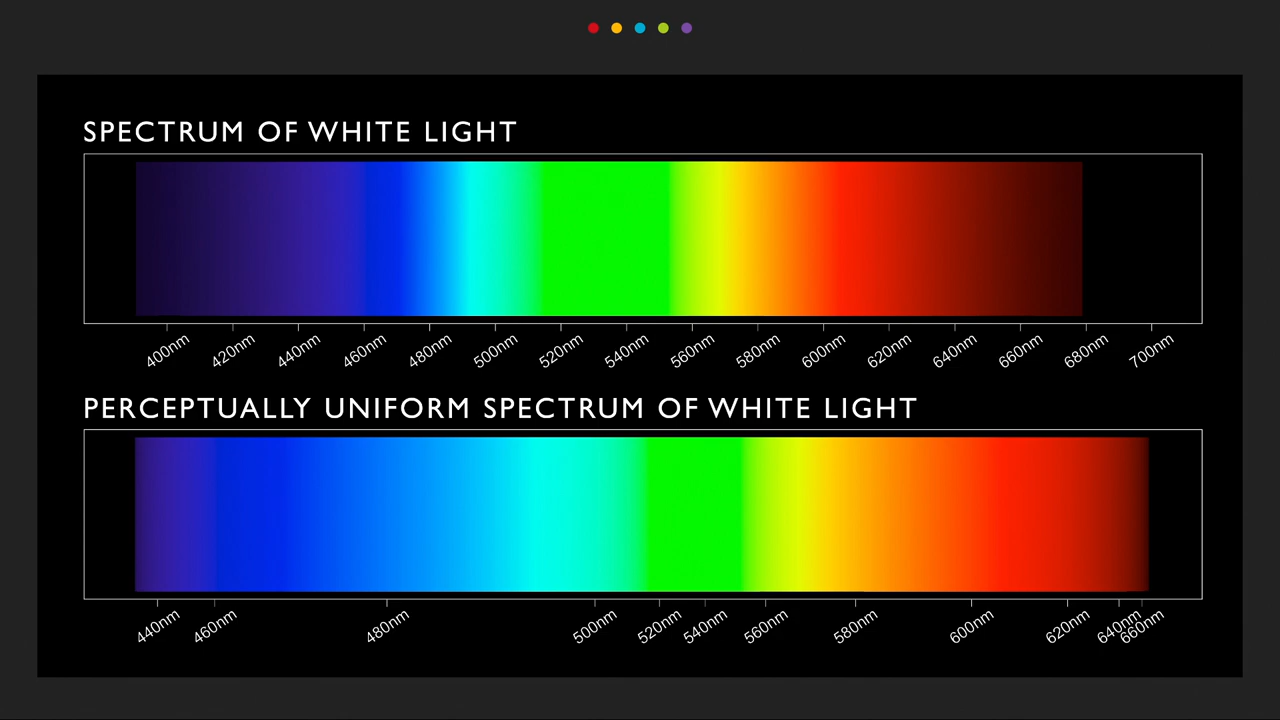 SPECTRUM OF WHITE LIGHT
400nm 420nm 440nm 460nm 480nm 500nm 520nm 540nm 560nm 580nm 600nm 620nm 640nm 660nm 680nm 700nm
PERCEPTUALLY UNIFORM SPECTRUM OF WHITE LIGHT
440nm 460nm 480nm 500nm 520nm 540nm 560nm 580nm 600nm 620nm 640nm 660nm